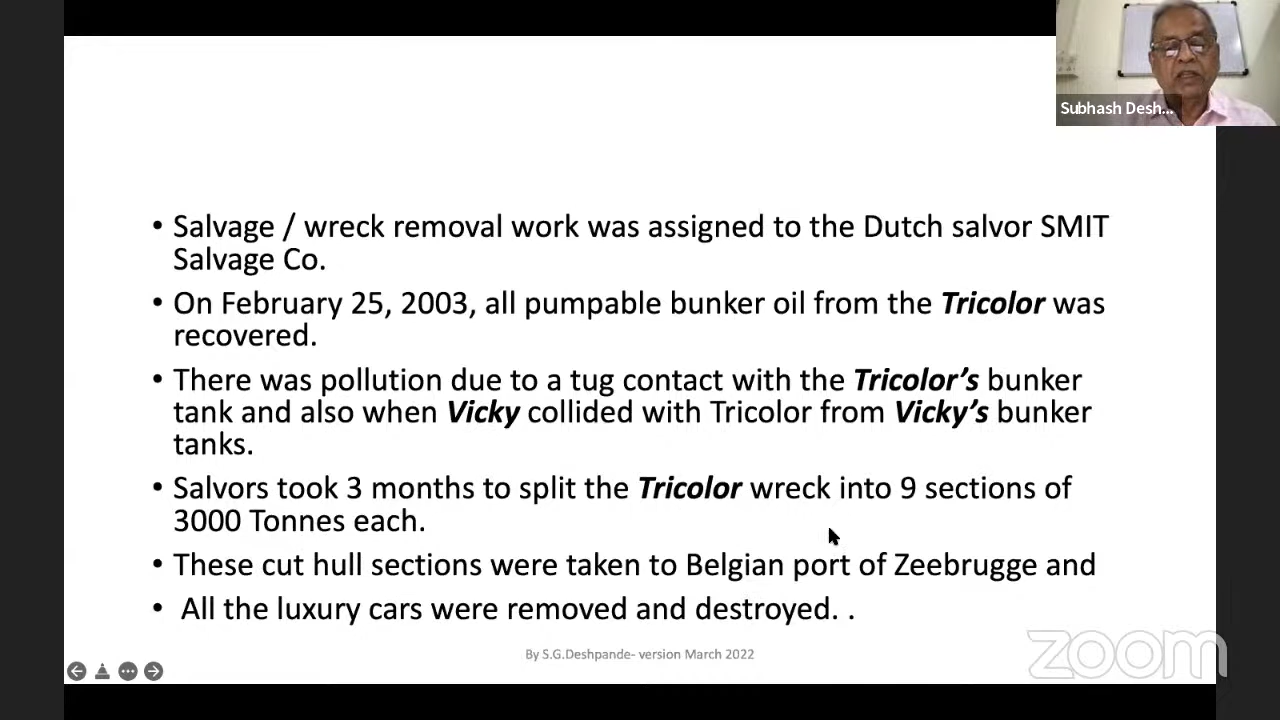 Subhash Desh...
• Salvage / wreck removal work was assigned to the Dutch salvor SMIT
Salvage Co.
• On February 25, 2003, all pumpable bunker oil from the Tricolor was
recovered.
• There was pollution due to a tug contact with the Tricolor’s bunker
tank and also when Vicky collided with Tricolor from Vicky’s bunker
tanks.
• Salvors took 3 months to split the Tricolor wreck into 9 sections of
3000 Tonnes each.
• These cut hull sections were taken to Belgian port of Zeebrugge and
• All the luxury cars were removed and destroyed. .
By S.G.Deshpande- version March 2022
zoom